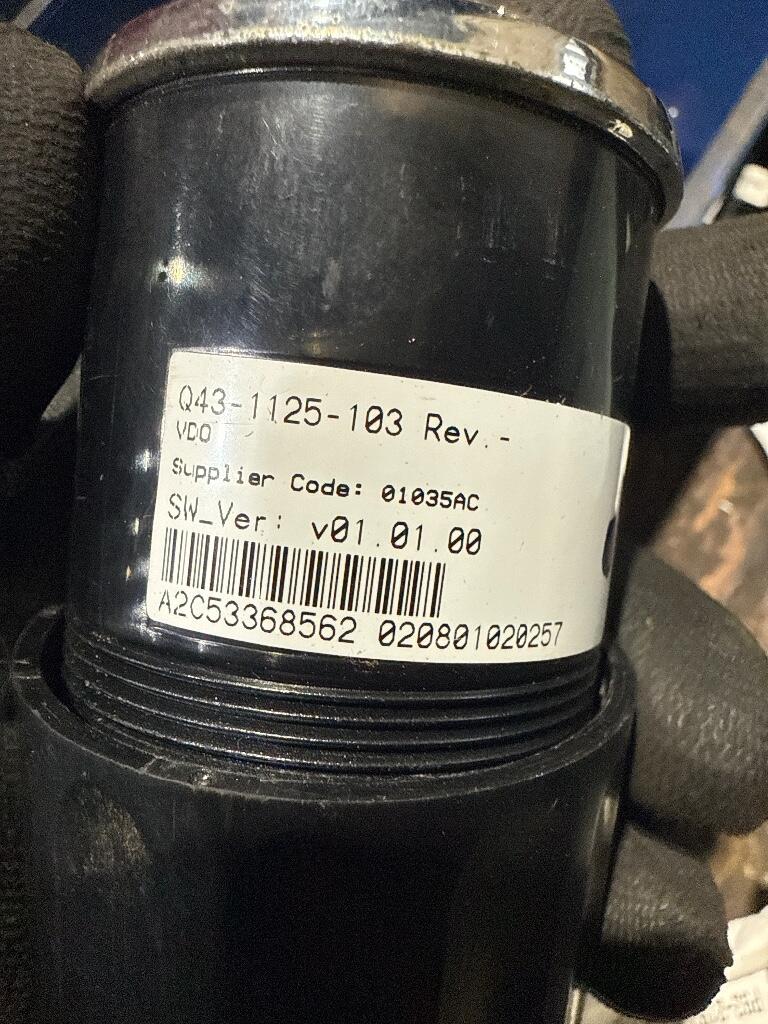 Q43-1125-103 Rev.-
VDO
Supplier Code: 01035AC
SW_Ver: v01.01.00
A2C53368562 020801020257